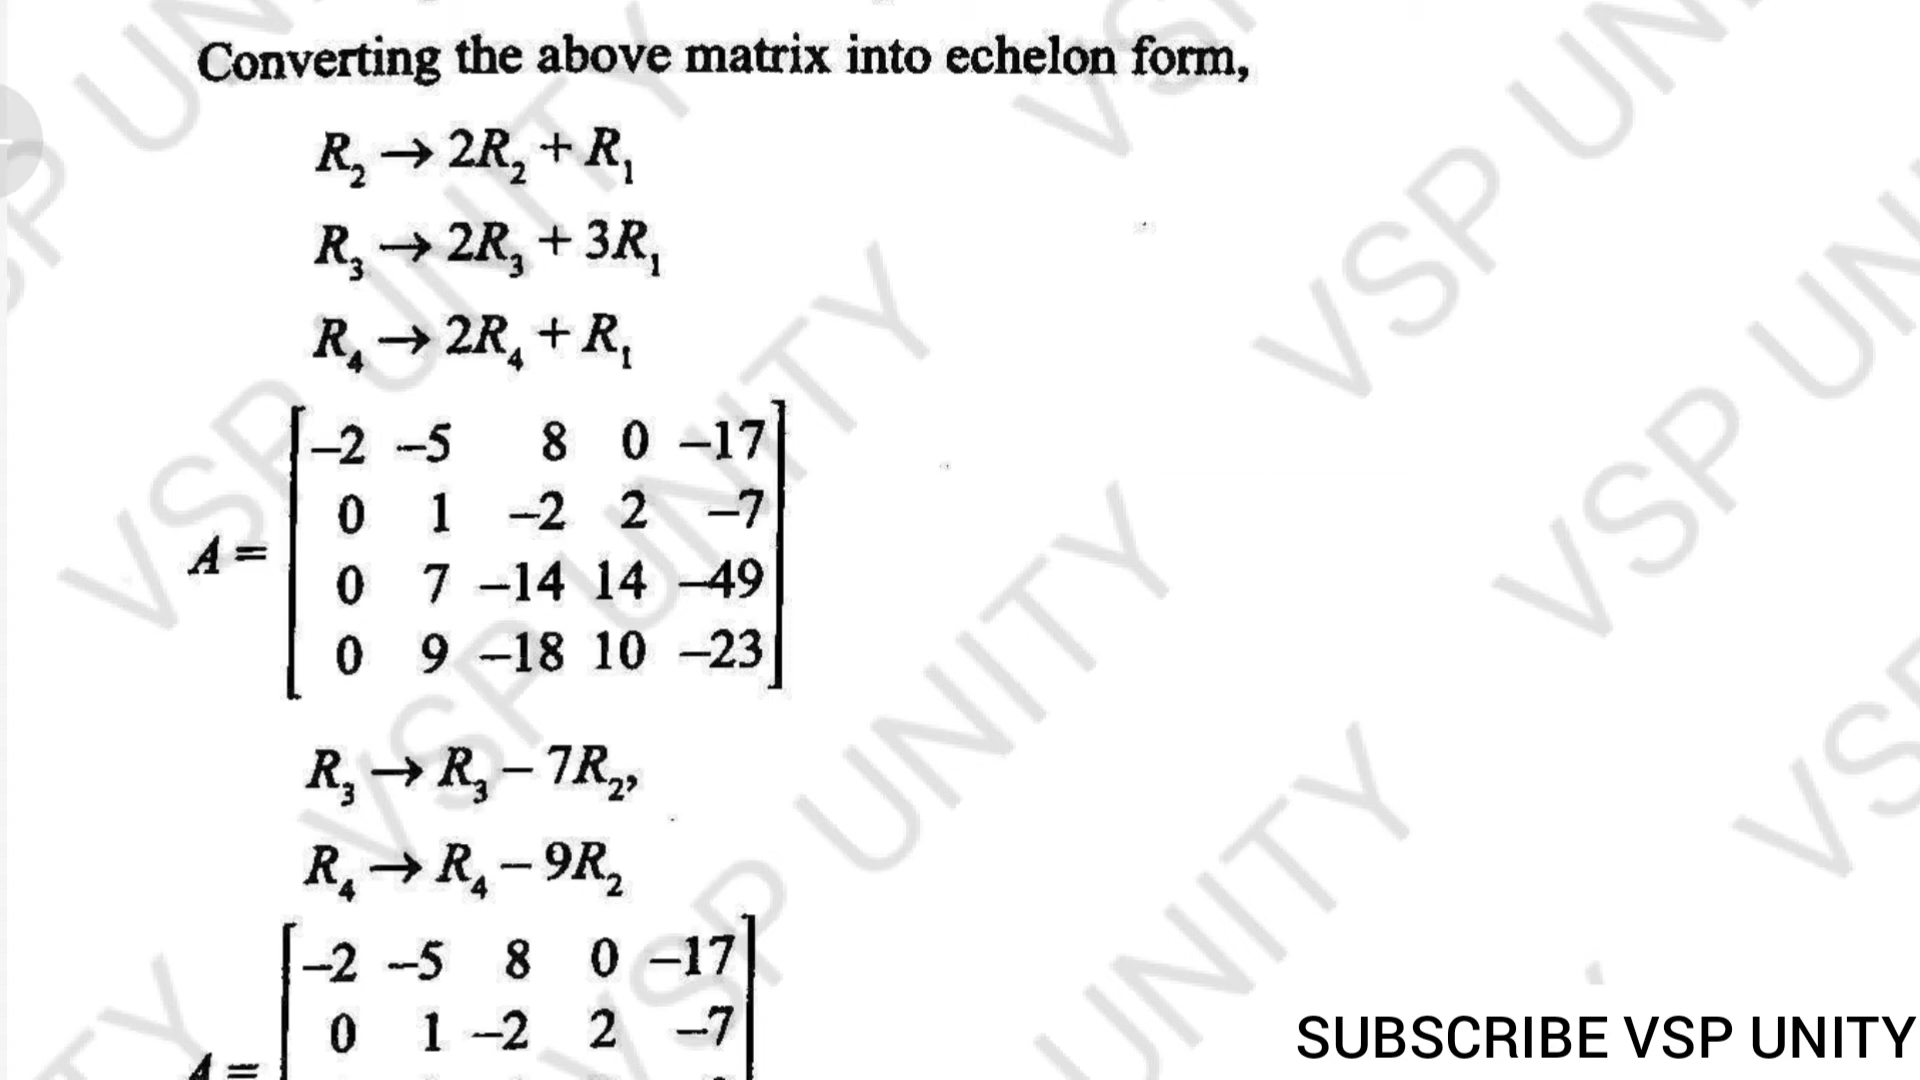 Converting the above matrix into echelon form,
R₂ → 2R₂ + R₁
R₃ → 2R₃ + 3R₁
R₄ → 2R₄ + R₁
-2 -5 8 0 -17
0 1 -2 2 -7
A = 0 7 -14 14 -49
0 9 -18 10 -23
R₃ → R₃ - 7R₂,
R₄ → R₄ - 9R₂
-2 -5 8 0 -17
0 1 -2 2 -7
A =
SUBSCRIBE VSP UNITY
VSP UNITY